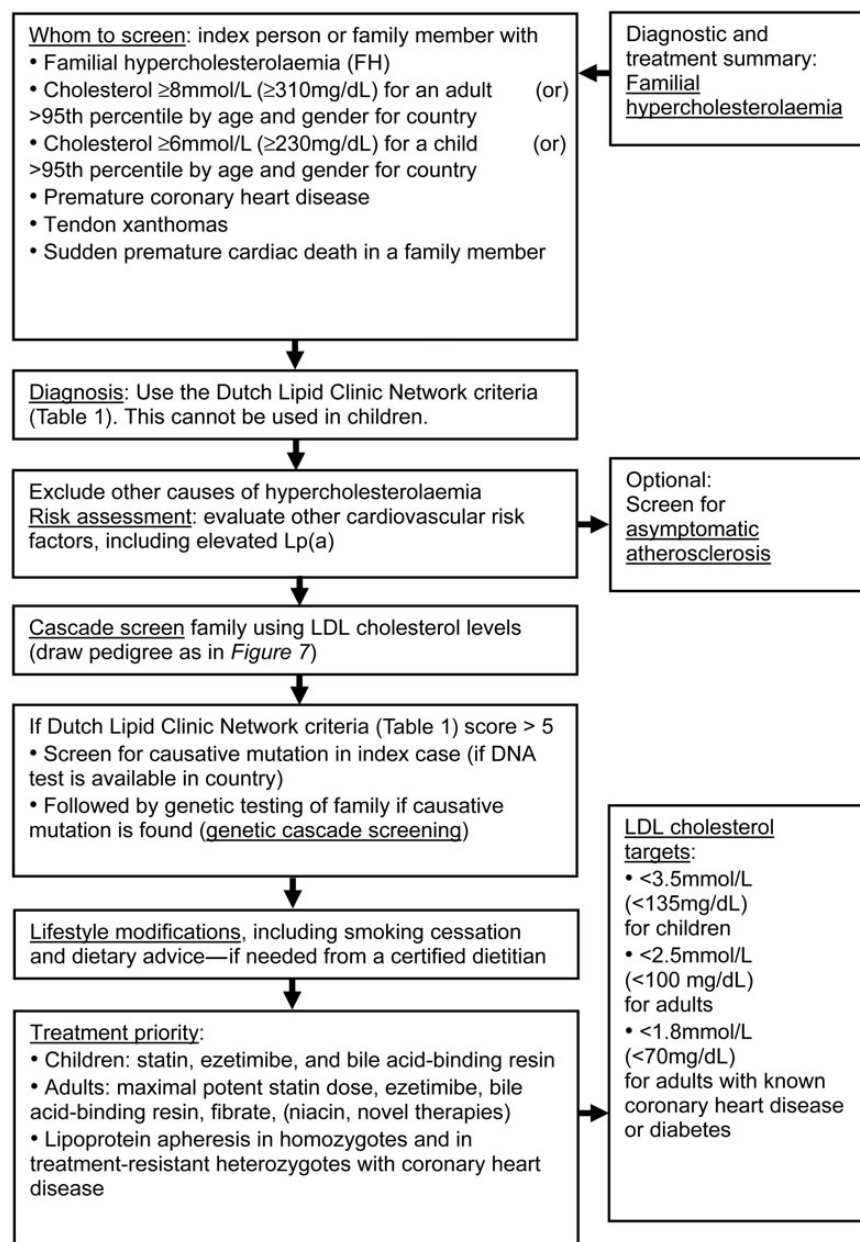 Whom to screen: index person or family member with
• Familial hypercholesterolaemia (FH)
• Cholesterol ≥8mmol/L (≥310mg/dL) for an adult (or)
>95th percentile by age and gender for country
• Cholesterol ≥6mmol/L (≥230mg/dL) for a child (or)
>95th percentile by age and gender for country
• Premature coronary heart disease
• Tendon xanthomas
• Sudden premature cardiac death in a family member
Diagnostic and
treatment summary:
Familial
hypercholesterolaemia
Diagnosis: Use the Dutch Lipid Clinic Network criteria
(Table 1). This cannot be used in children.
Exclude other causes of hypercholesterolaemia
Risk assessment: evaluate other cardiovascular risk
factors, including elevated Lp(a)
Optional:
Screen for
asymptomatic
atherosclerosis
Cascade screen family using LDL cholesterol levels
(draw pedigree as in Figure 7)
If Dutch Lipid Clinic Network criteria (Table 1) score > 5
• Screen for causative mutation in index case (if DNA
test is available in country)
• Followed by genetic testing of family if causative
mutation is found (genetic cascade screening)
Lifestyle modifications, including smoking cessation
and dietary advice—if needed from a certified dietitian
Treatment priority:
• Children: statin, ezetimibe, and bile acid-binding resin
• Adults: maximal potent statin dose, ezetimibe, bile
acid-binding resin, fibrate, (niacin, novel therapies)
• Lipoprotein apheresis in homozygotes and in
treatment-resistant heterozygotes with coronary heart
disease
LDL cholesterol
targets:
• <3.5mmol/L
(<135mg/dL)
for children
• <2.5mmol/L
(<100 mg/dL)
for adults
• <1.8mmol/L
(<70mg/dL)
for adults with known
coronary heart disease
or diabetes